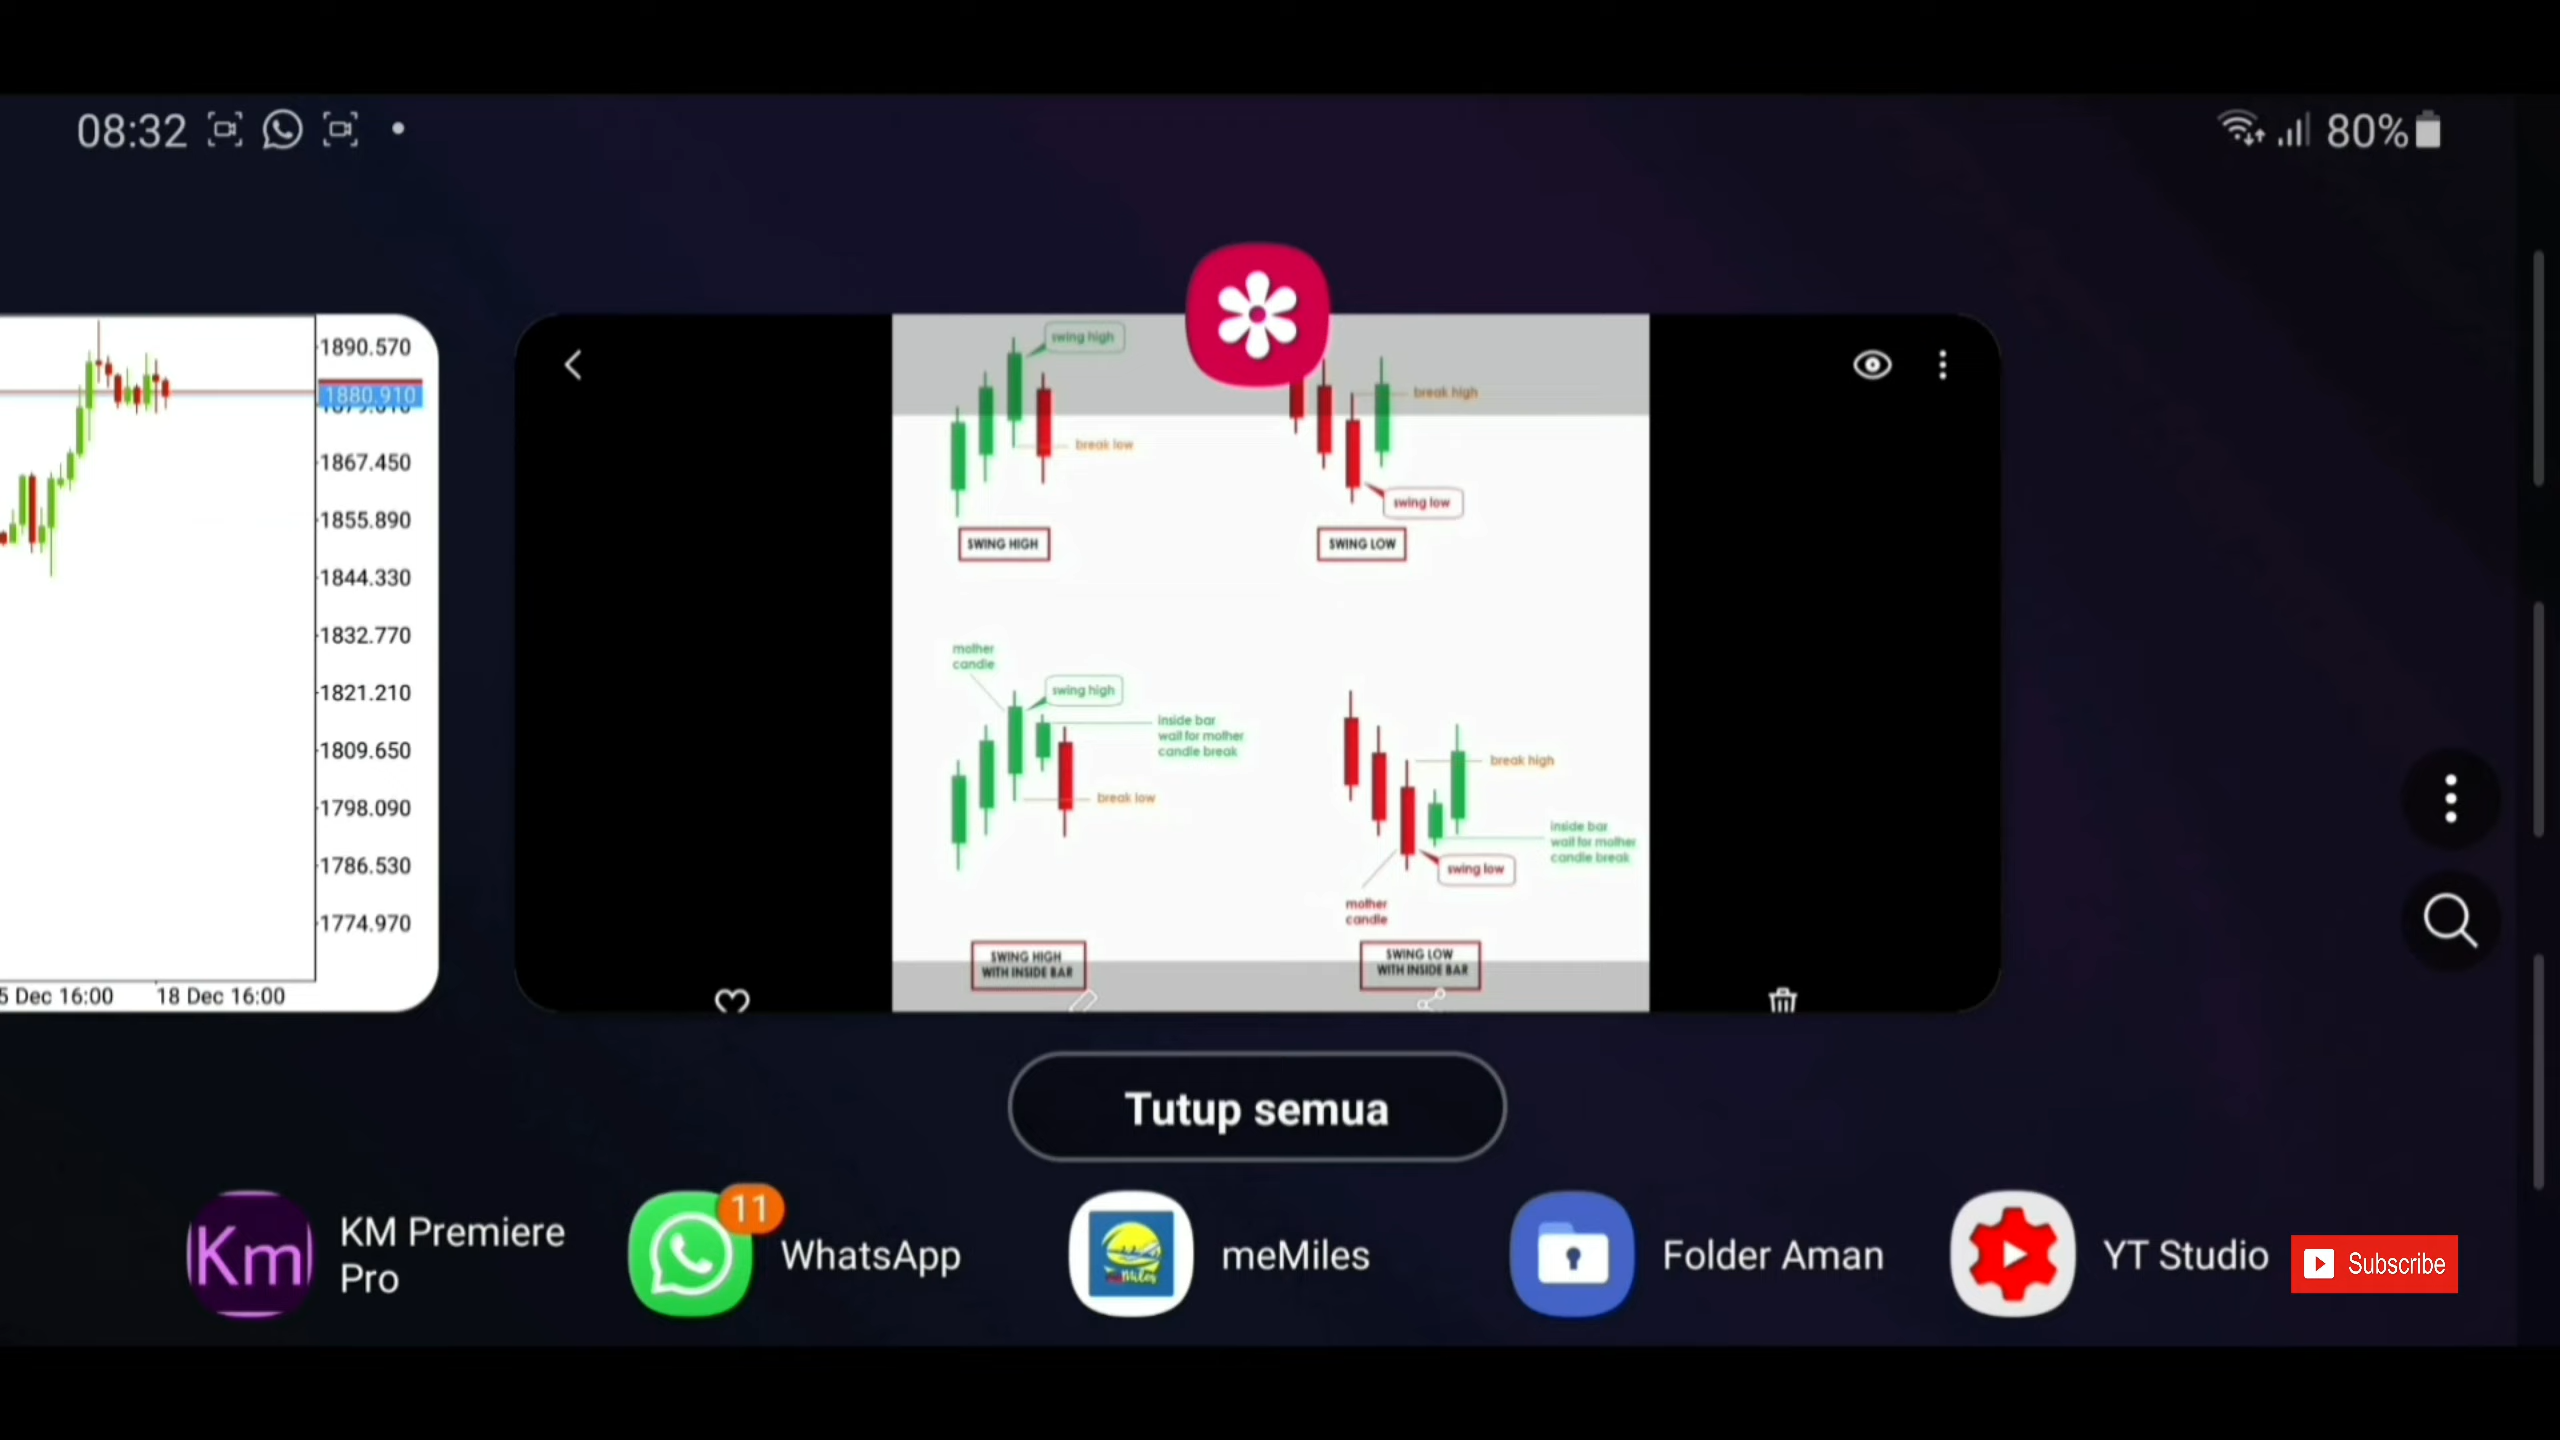 08:32
80%
1890.570
1880.910
1867.450
1855.890
1844.330
1832.770
1821.210
1809.650
1798.090
1786.530
1774.970
5 Dec 16:00
18 Dec 16:00
swing high
break low
SWING HIGH
break high
swing low
SWING LOW
mother
candle
swing high
inside bar
wait for mother
candle break
break low
SWING HIGH
WITH INSIDE BAR
break high
inside bar
wait for mother
candle break
swing low
mother
candle
SWING LOW
WITH INSIDE BAR
Tutup semua
Km
KM Premiere
Pro
11
WhatsApp
meMiles
Folder Aman
YT Studio
Subscribe